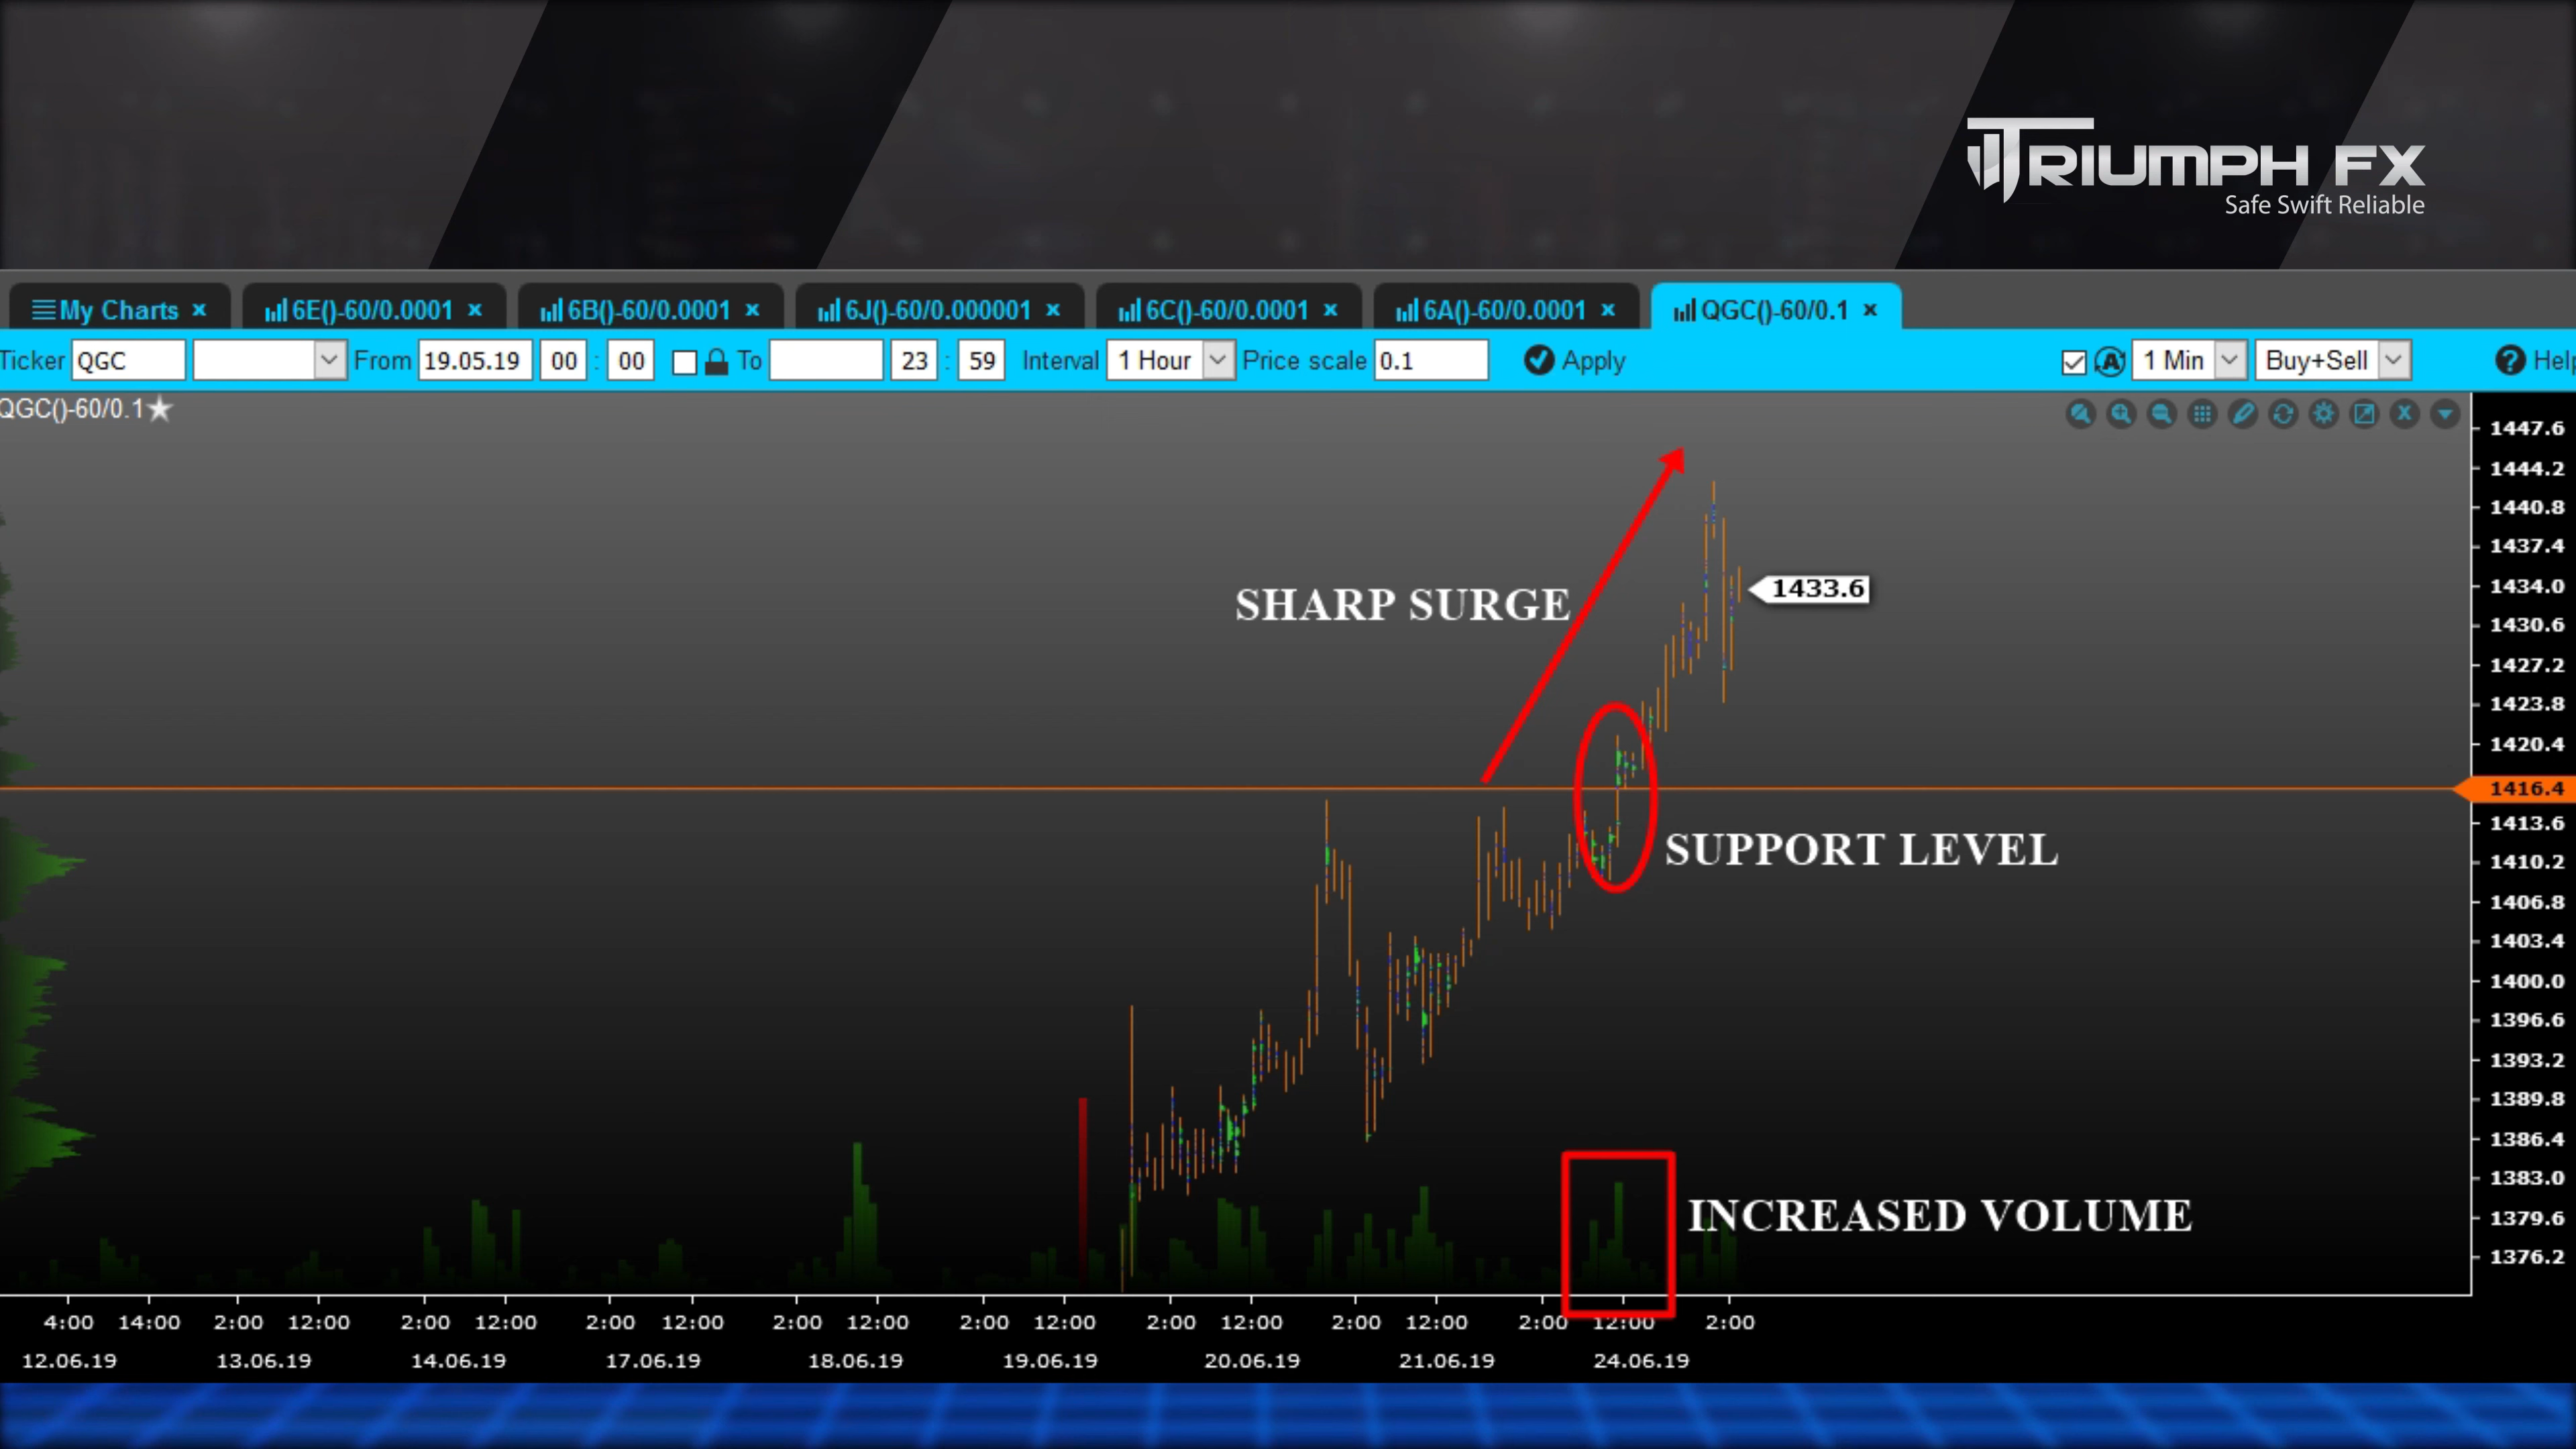 TRIUMPH FX
Safe Swift Reliable
My Charts x
6E()-60/0.0001 x
6B()-60/0.0001 x
6J()-60/0.000001 x
6C()-60/0.0001 x
6A()-60/0.0001 x
QGC()-60/0.1 x
Ticker QGC From 19.05.19 00 : 00 To 23 : 59 Interval 1 Hour Price scale 0.1 Apply A 1 Min Buy+Sell ? Help
QGC()-60/0.1
1447.6
1444.2
1440.8
1437.4
1434.0
1430.6
1427.2
1423.8
1420.4
1416.4
1413.6
1410.2
1406.8
1403.4
1400.0
1396.6
1393.2
1389.8
1386.4
1383.0
1379.6
1376.2
1433.6
SHARP SURGE
SUPPORT LEVEL
INCREASED VOLUME
4:00 14:00 2:00 12:00 2:00 12:00 2:00 12:00 2:00 12:00 2:00 12:00 2:00 12:00 2:00 12:00 2:00 12:00 2:00
12.06.19 13.06.19 14.06.19 17.06.19 18.06.19 19.06.19 20.06.19 21.06.19 24.06.19